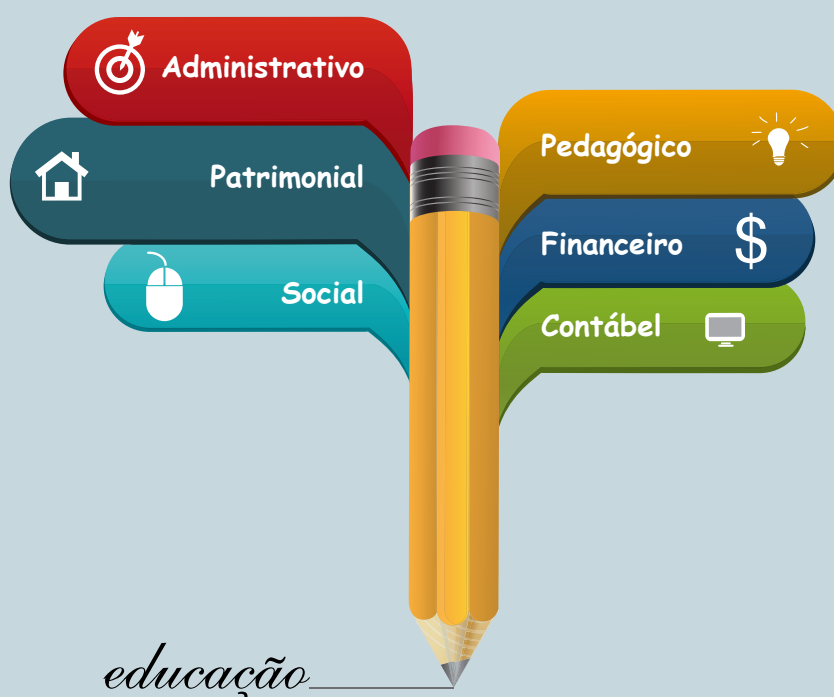 Administrativo
Patrimonial
Social
Pedagógico
$
Financeiro
Contábel
educação